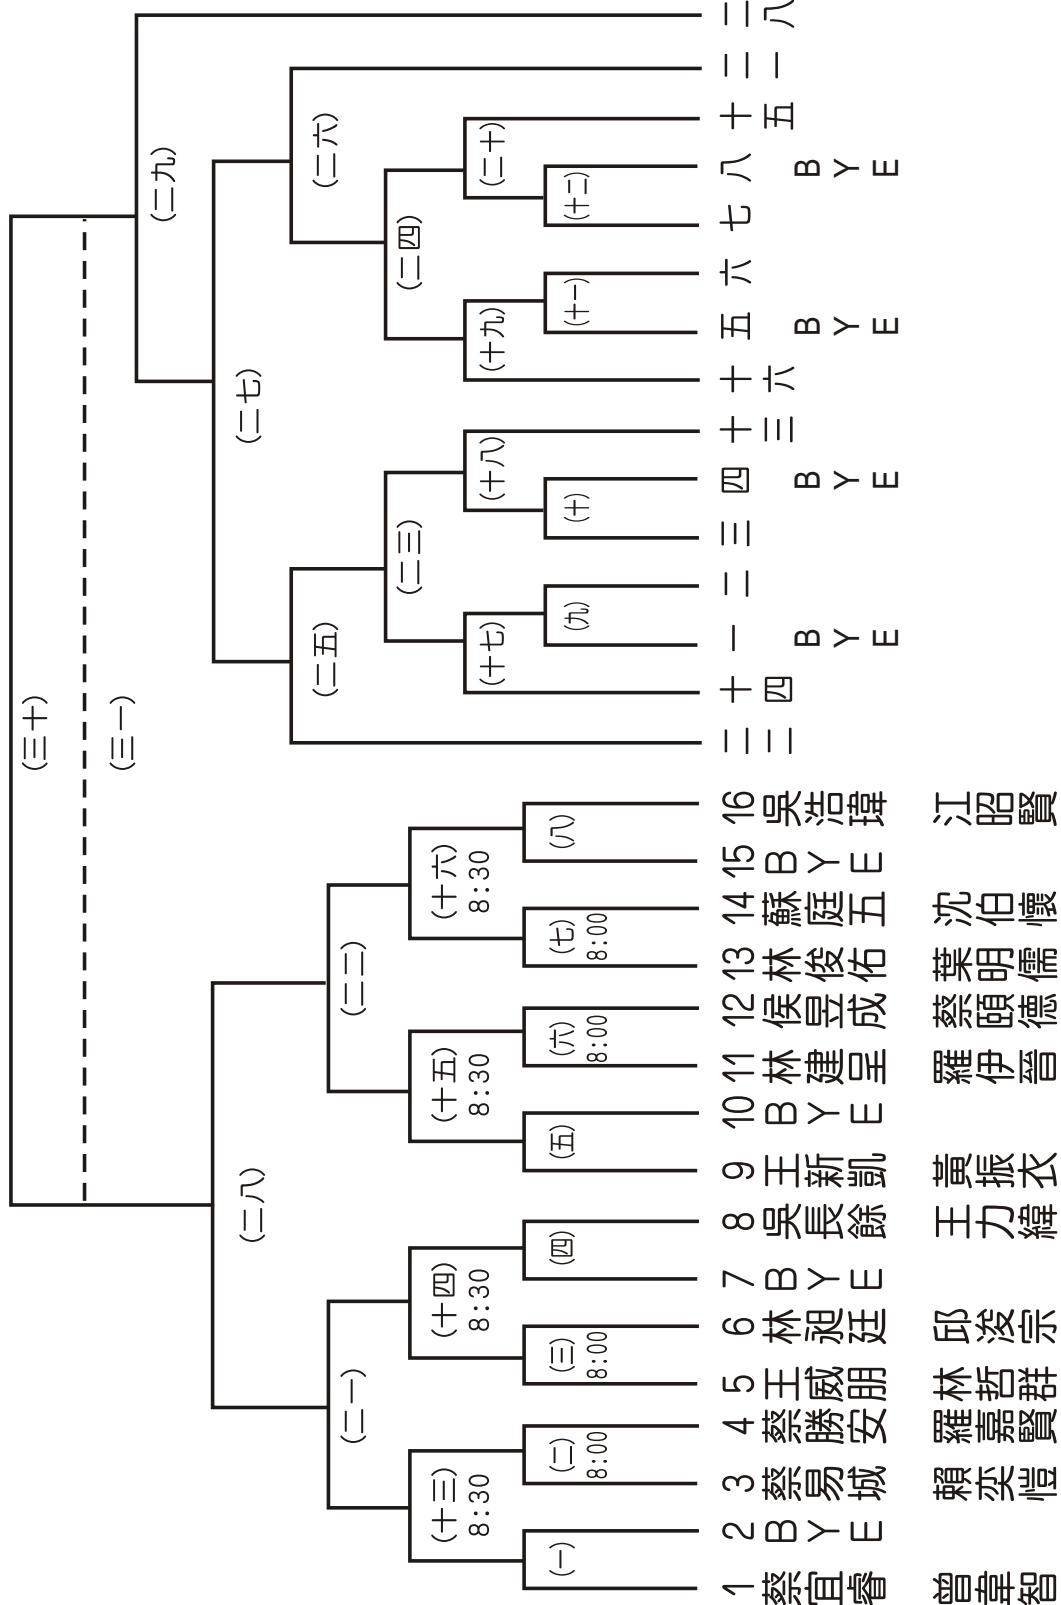 1 蔡宜睿 曾韋智
2 BYE
3 蔡易城 賴奕愷
4 蔡勝安 羅嘉賢
5 王威朋 林哲群
6 林昶廷 邱浚宗
7 BYE
8 吳長餘 王力緯
9 王新凱 黃振衣
10 BYE
11 林建呈 羅伊晉
12 侯昱成 蔡頤德
13 林俊佑 葉明儒
14 蘇庭五 沈伯懷
15 BYE
16 吳浩瑋 江昭賢
二二
十四
一 BYE
二
三
四 BYE
十三
十六
五 BYE
六
七
八 BYE
十五
二一
二八
(一)
(二) 8:00
(三) 8:00
(四)
(五)
(六) 8:00
(七) 8:00
(八)
(九)
(十)
(十一)
(十二)
(十三) 8:30
(十四) 8:30
(十五) 8:30
(十六) 8:30
(十七)
(十八)
(十九)
(二十)
(二一)
(二二)
(二三)
(二四)
(二五)
(二六)
(二七)
(二八)
(二九)
(三十)
(三一)